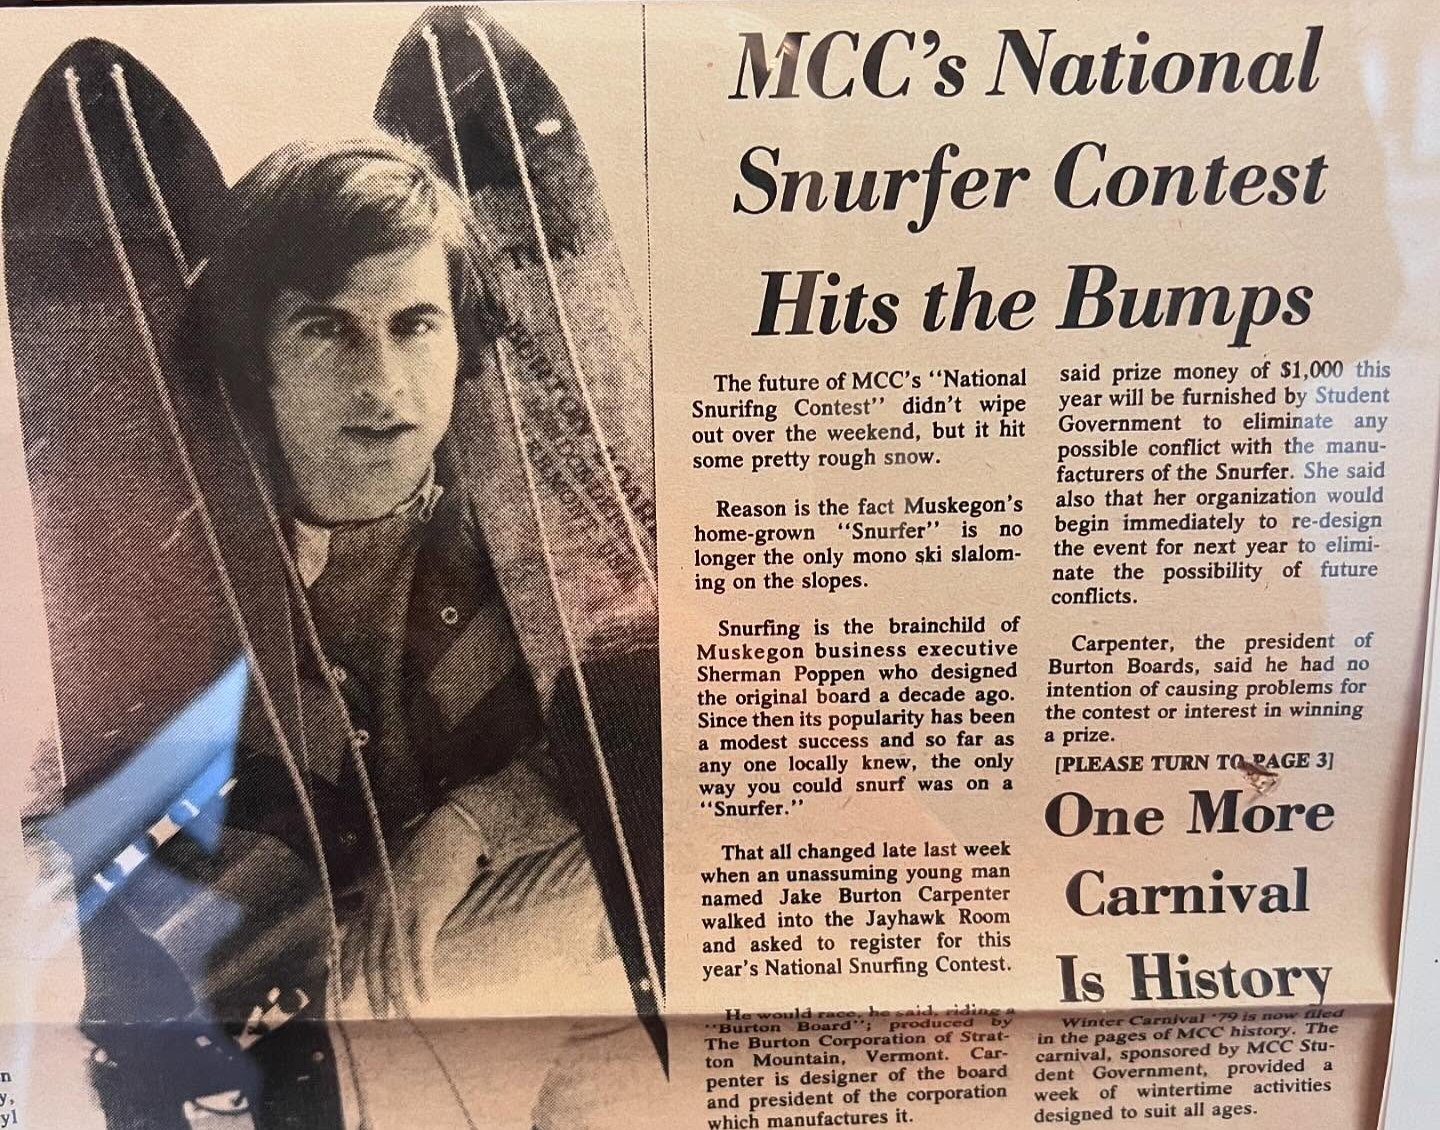 MCC's National
Snurfer Contest
Hits the Bumps
The future of MCC's "National
Snurifng Contest" didn't wipe
out over the weekend, but it hit
some pretty rough snow.
Reason is the fact Muskegon's
home-grown "Snurfer" is no
longer the only mono ski slalom-
ing on the slopes.
Snurfing is the brainchild of
Muskegon business executive
Sherman Poppen who designed
the original board a decade ago.
Since then its popularity has been
a modest success and so far as
any one locally knew, the only
way you could snurf was on a
"Snurfer."
That all changed late last week
when an unassuming young man
named Jake Burton Carpenter
walked into the Jayhawk Room
and asked to register for this
year's National Snurfing Contest.
He would race, he said, riding a
"Burton Board"; produced by
The Burton Corporation of Strat-
ton Mountain, Vermont. Car-
penter is designer of the board
and president of the corporation
which manufactures it.
said prize money of $1,000 this
year will be furnished by Student
Government to eliminate any
possible conflict with the manu-
facturers of the Snurfer. She said
also that her organization would
begin immediately to re-design
the event for next year to elimi-
nate the possibility of future
conflicts.
Carpenter, the president of
Burton Boards, said he had no
intention of causing problems for
the contest or interest in winning
a prize.
[PLEASE TURN TO PAGE 3]
One More
Carnival
Is History
Winter Carnival '79 is now filed
in the pages of MCC history. The
carnival, sponsored by MCC Stu-
dent Government, provided a
week of wintertime activities
designed to suit all ages.
BURTON BOARD
n
y,
yl